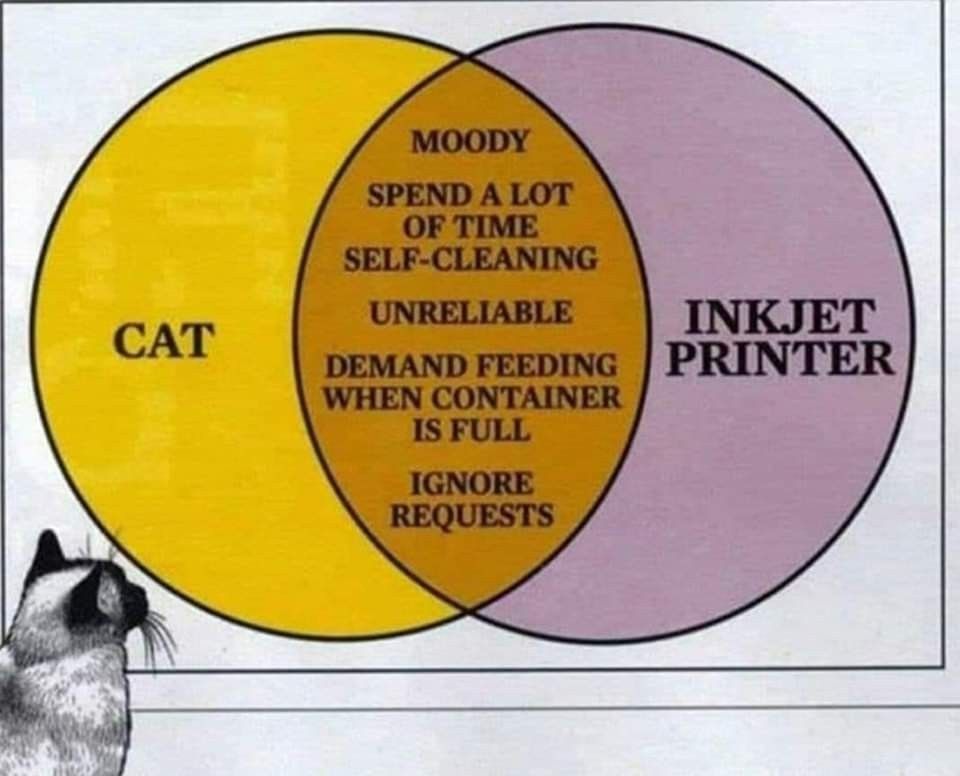 MOODY
SPEND A LOT
OF TIME
SELF-CLEANING
UNRELIABLE
DEMAND FEEDING
WHEN CONTAINER
IS FULL
IGNORE
REQUESTS
CAT
INKJET
PRINTER